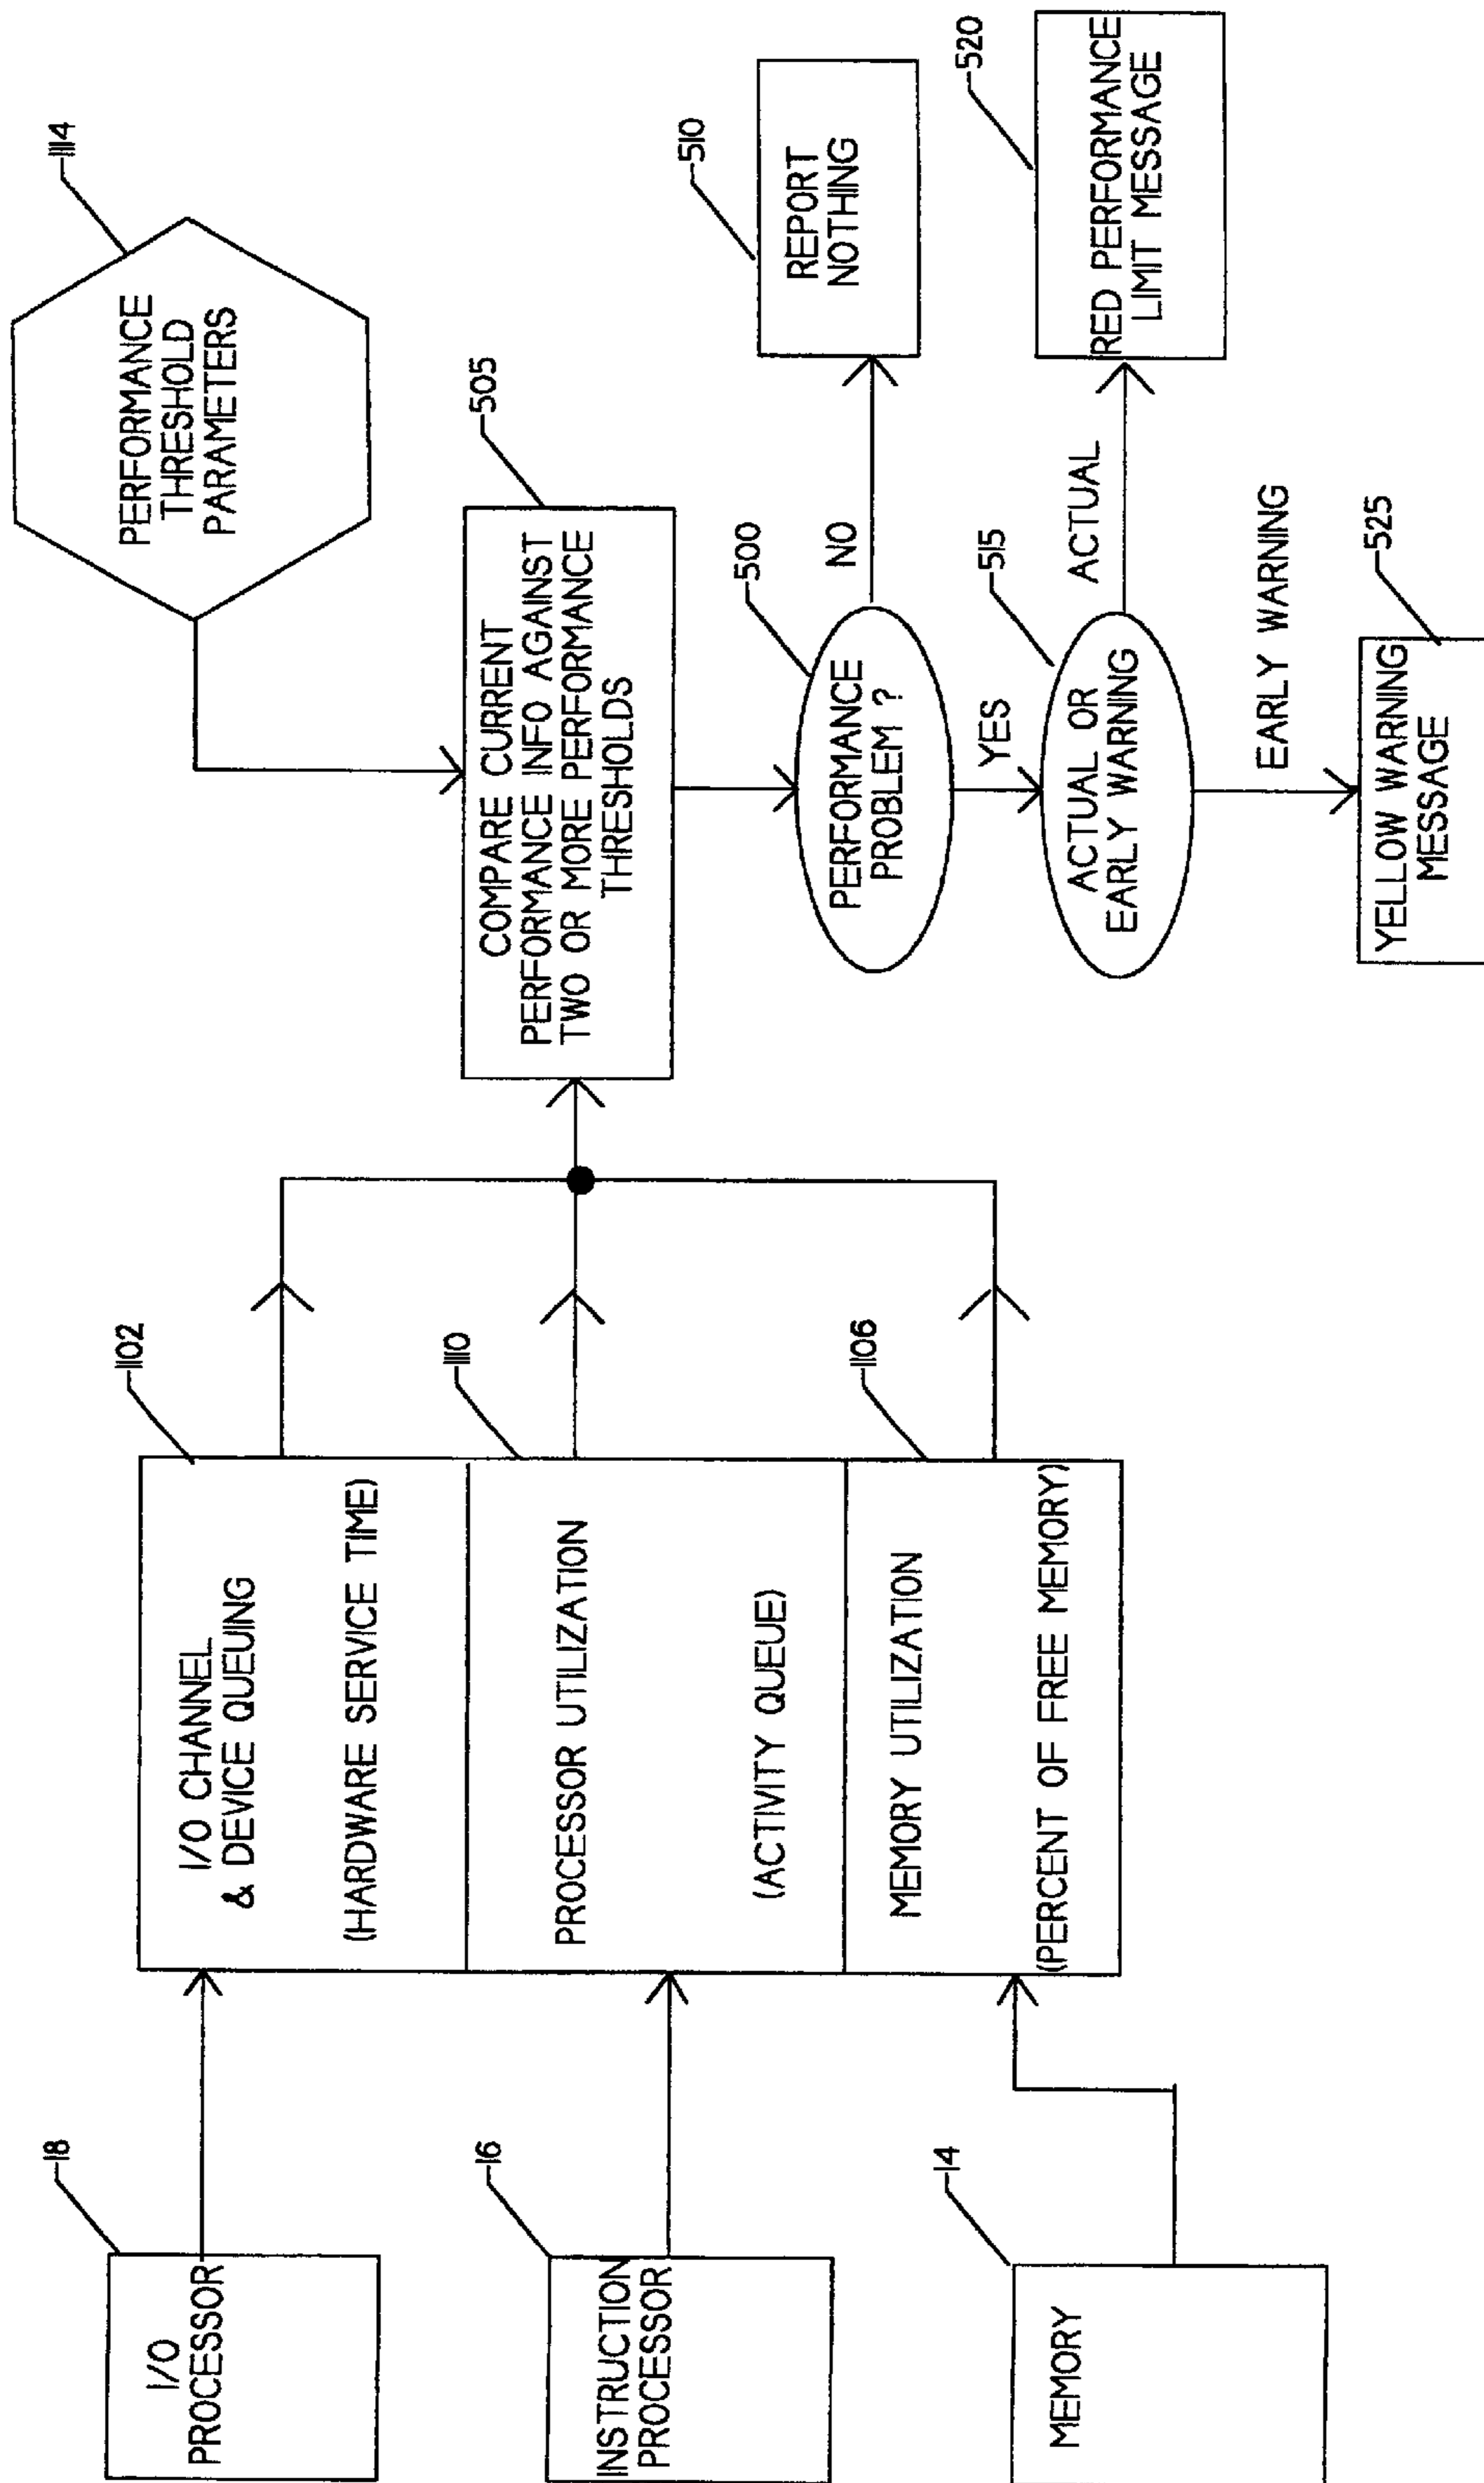 18
I/O
PROCESSOR
16
INSTRUCTION
PROCESSOR
14
MEMORY
1102
I/O CHANNEL
& DEVICE QUEUING
(HARDWARE SERVICE TIME)
1110
PROCESSOR UTILIZATION
(ACTIVITY QUEUE)
1106
MEMORY UTILIZATION
(PERCENT OF FREE MEMORY)
1114
PERFORMANCE
THRESHOLD
PARAMETERS
505
COMPARE CURRENT
PERFORMANCE INFO AGAINST
TWO OR MORE PERFORMANCE
THRESHOLDS
500
PERFORMANCE
PROBLEM ?
NO
510
REPORT
NOTHING
YES
515
ACTUAL OR
EARLY WARNING
ACTUAL
520
RED PERFORMANCE
LIMIT MESSAGE
EARLY WARNING
525
YELLOW WARNING
MESSAGE